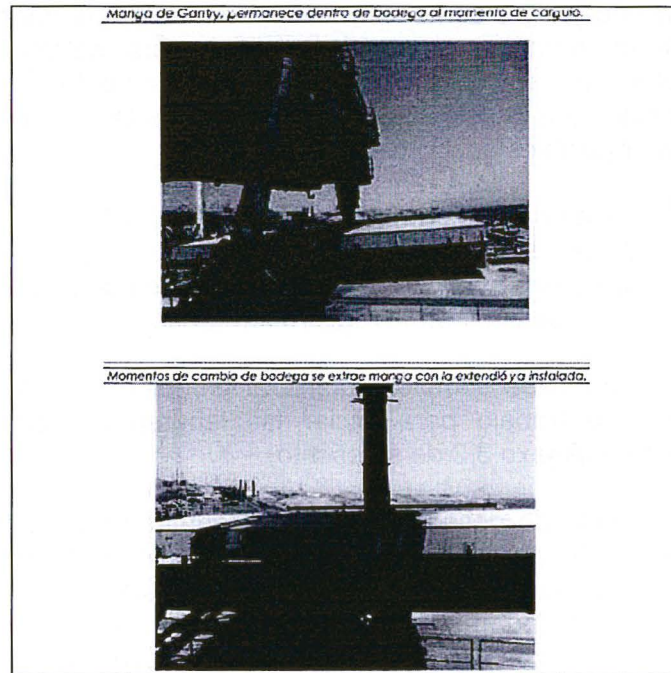 Manga de Gantry, permanece dentro de bodega al momento de carguío.
Momentos de cambio de bodega se extrae manga con la extendió ya instalada.